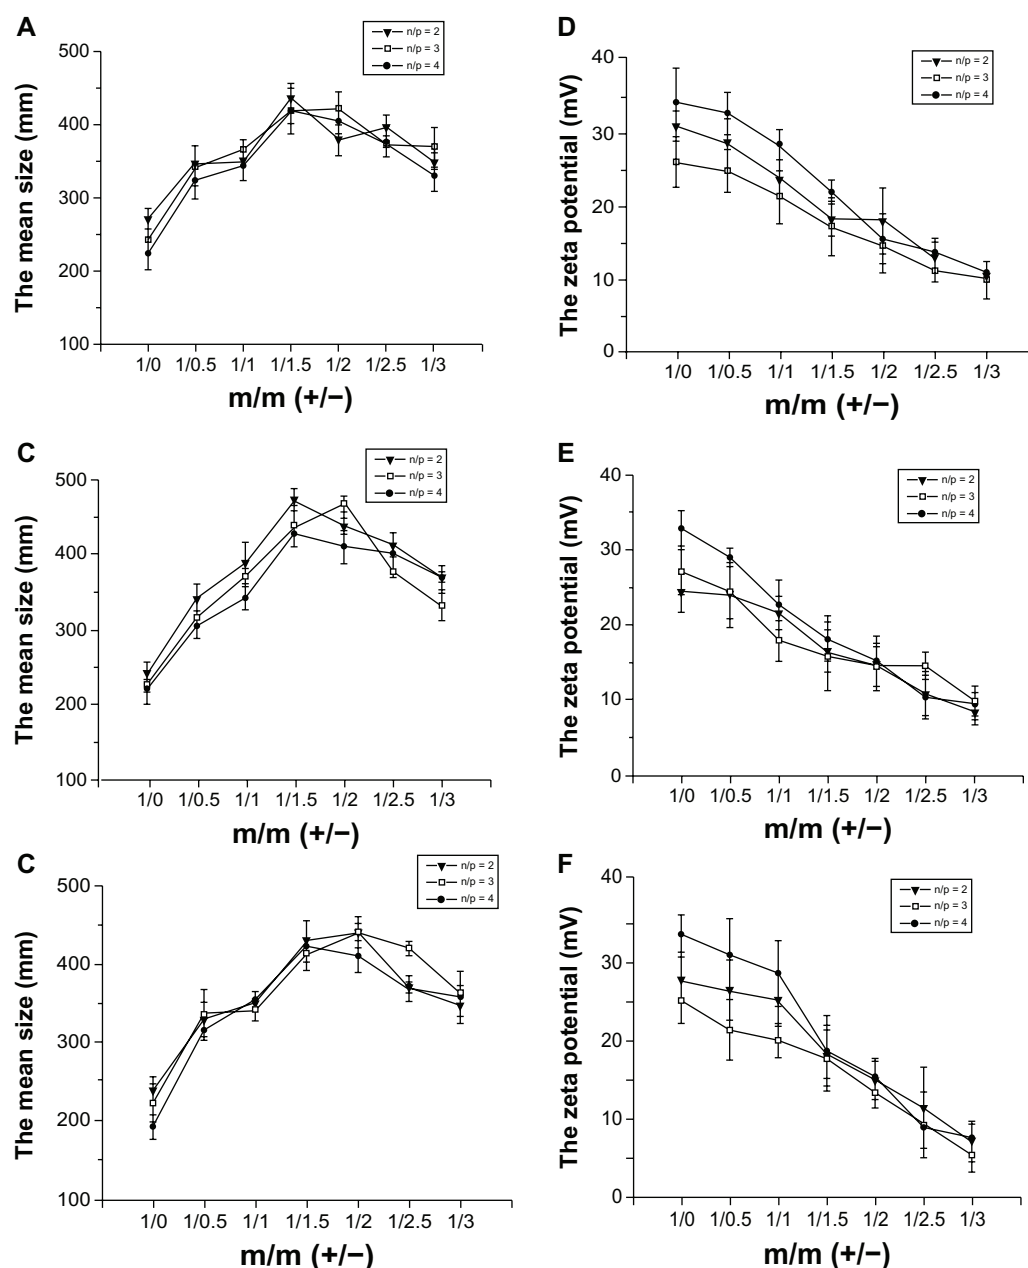 A
n/p = 2
n/p = 3
n/p = 4
500
400
300
200
100
The mean size (mm)
1/0 1/0.5 1/1 1/1.5 1/2 1/2.5 1/3
m/m (+/−)
D
n/p = 2
n/p = 3
n/p = 4
40
30
20
10
0
The zeta potential (mV)
1/0 1/0.5 1/1 1/1.5 1/2 1/2.5 1/3
m/m (+/−)
C
n/p = 2
n/p = 3
n/p = 4
500
400
300
200
100
The mean size (mm)
1/0 1/0.5 1/1 1/1.5 1/2 1/2.5 1/3
m/m (+/−)
E
n/p = 2
n/p = 3
n/p = 4
40
30
20
10
0
The zeta potential (mV)
1/0 1/0.5 1/1 1/1.5 1/2 1/2.5 1/3
m/m (+/−)
C
n/p = 2
n/p = 3
n/p = 4
500
400
300
200
100
The mean size (mm)
1/0 1/0.5 1/1 1/1.5 1/2 1/2.5 1/3
m/m (+/−)
F
n/p = 2
n/p = 3
n/p = 4
40
30
20
10
0
The zeta potential (mV)
1/0 1/0.5 1/1 1/1.5 1/2 1/2.5 1/3
m/m (+/−)